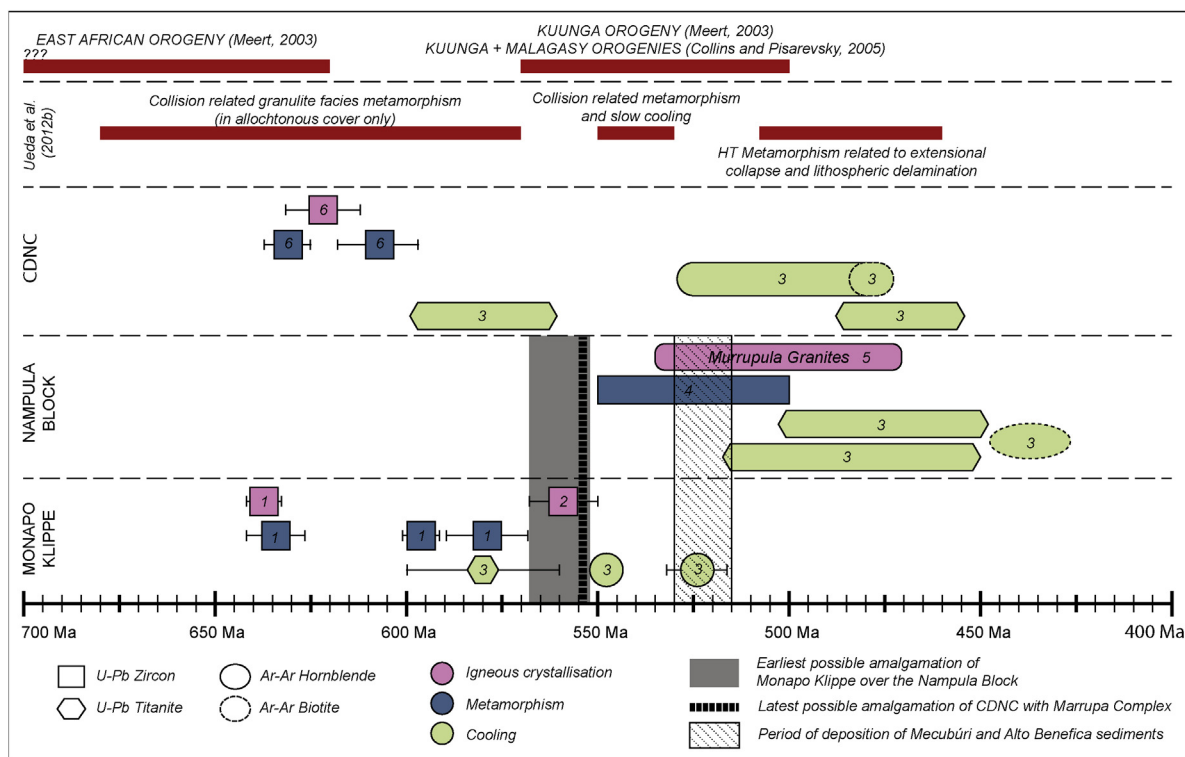 EAST AFRICAN OROGENY (Meert, 2003)
???
KUUNGA OROGENY (Meert, 2003)
KUUNGA + MALAGASY OROGENIES (Collins and Pisarevsky, 2005)
Ueda et al.
(2012b)
Collision related granulite facies metamorphism
(in allochtonous cover only)
Collision related metamorphism
and slow cooling
HT Metamorphism related to extensional
collapse and lithospheric delamination
CDNC
6
6
6
3
3
3
3
NAMPULA
BLOCK
Murrupula Granites 5
4
3
3
3
MONAPO
KLIPPE
1
2
1
1
1
3
3
3
700 Ma
650 Ma
600 Ma
550 Ma
500 Ma
450 Ma
400 Ma
U-Pb Zircon
U-Pb Titanite
Ar-Ar Hornblende
Ar-Ar Biotite
Igneous crystallisation
Metamorphism
Cooling
Earliest possible amalgamation of
Monapo Klippe over the Nampula Block
Latest possible amalgamation of CDNC with Marrupa Complex
Period of deposition of Mecubúri and Alto Benefica sediments